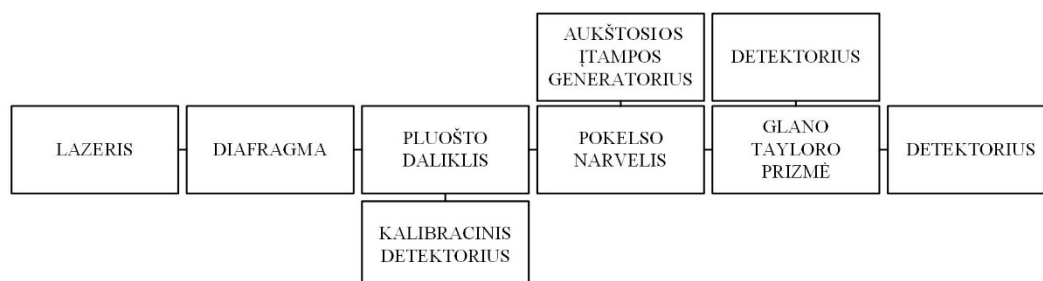 AUKŠTOSIOS
ĮTAMPOS
GENERATORIUS
DETEKTORIUS
LAZERIS
DIAFRAGMA
PLUOŠTO
DALIKLIS
POKELSO
NARVELIS
GLANO
TAYLORO
PRIZMĖ
DETEKTORIUS
KALIBRACINIS
DETEKTORIUS